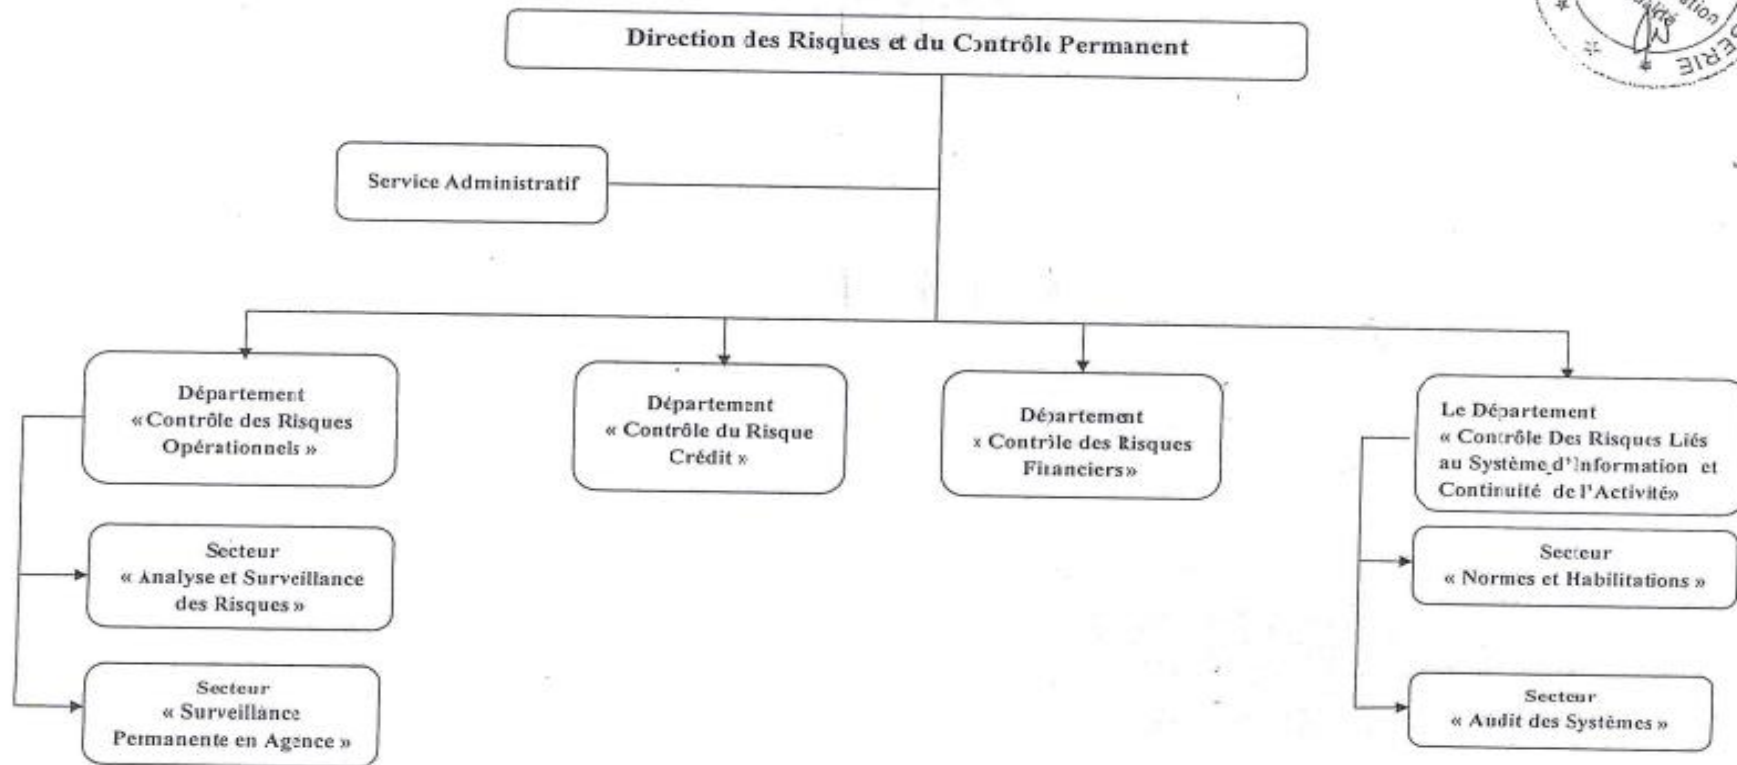 Direction des Risques et du Contrôle Permanent
Service Administratif
Département
« Contrôle des Risques
Opérationnels »
Département
« Contrôle du Risque
Crédit »
Département
« Contrôle des Risques
Financiers»
Le Département
« Contrôle Des Risques Liés
au Système d'Information et
Continuité de l'Activité»
Secteur
« Analyse et Surveillance
des Risques »
Secteur
« Normes et Habilitations »
Secteur
« Surveillance
Permanente en Agence »
Secteur
« Audit des Systèmes »